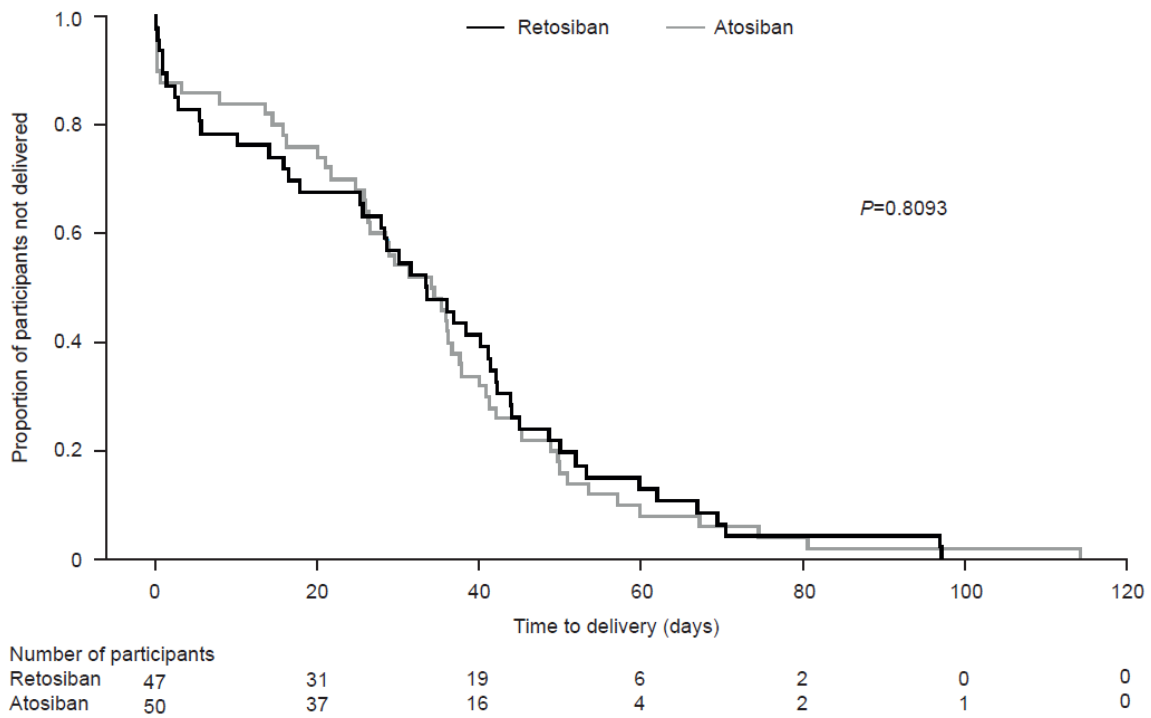 Retosiban Atosiban
Proportion of participants not delivered
1.0
0.8
0.6
0.4
0.2
0
P=0.8093
0 20 40 60 80 100 120
Time to delivery (days)
Number of participants
Retosiban 47 31 19 6 2 0 0
Atosiban 50 37 16 4 2 1 0